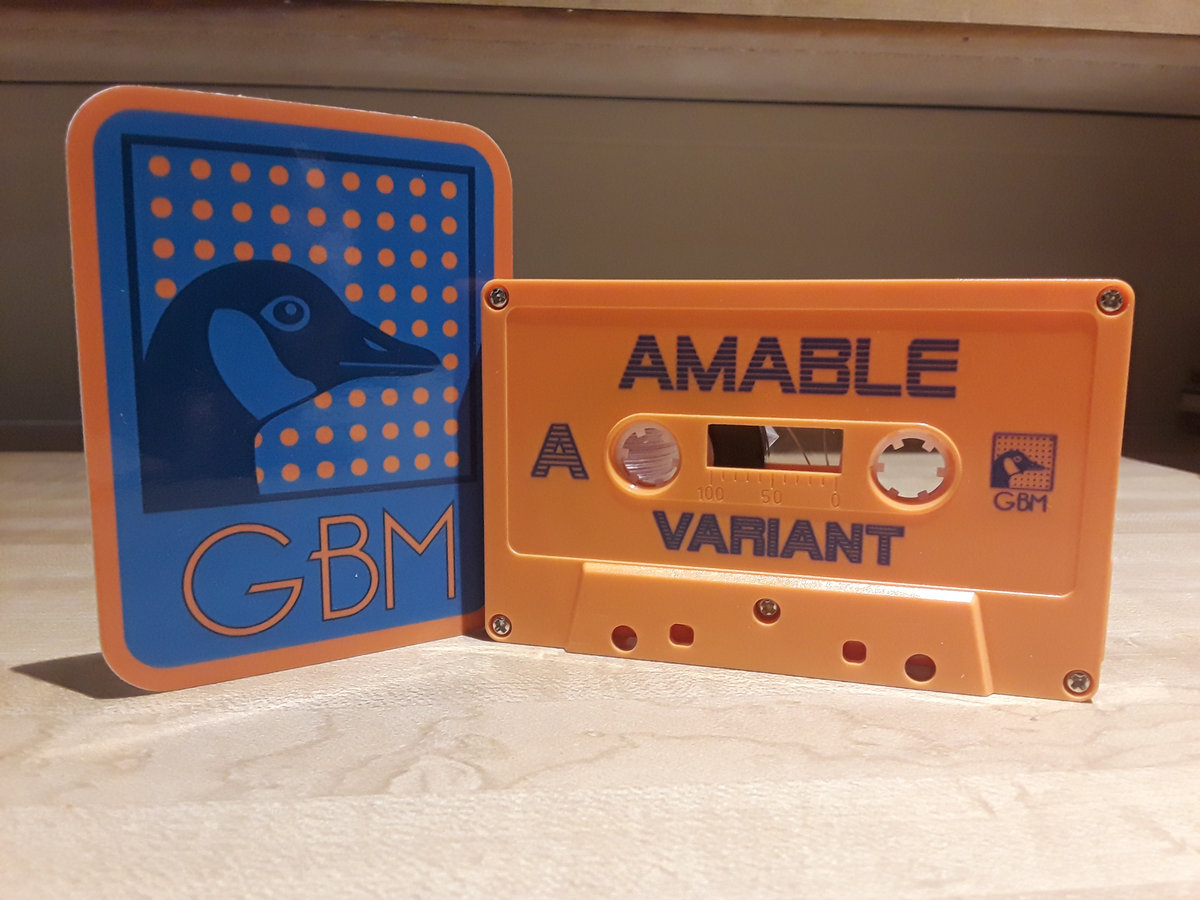 GBM
AMABLE
A
100 50 0
GBM
VARIANT